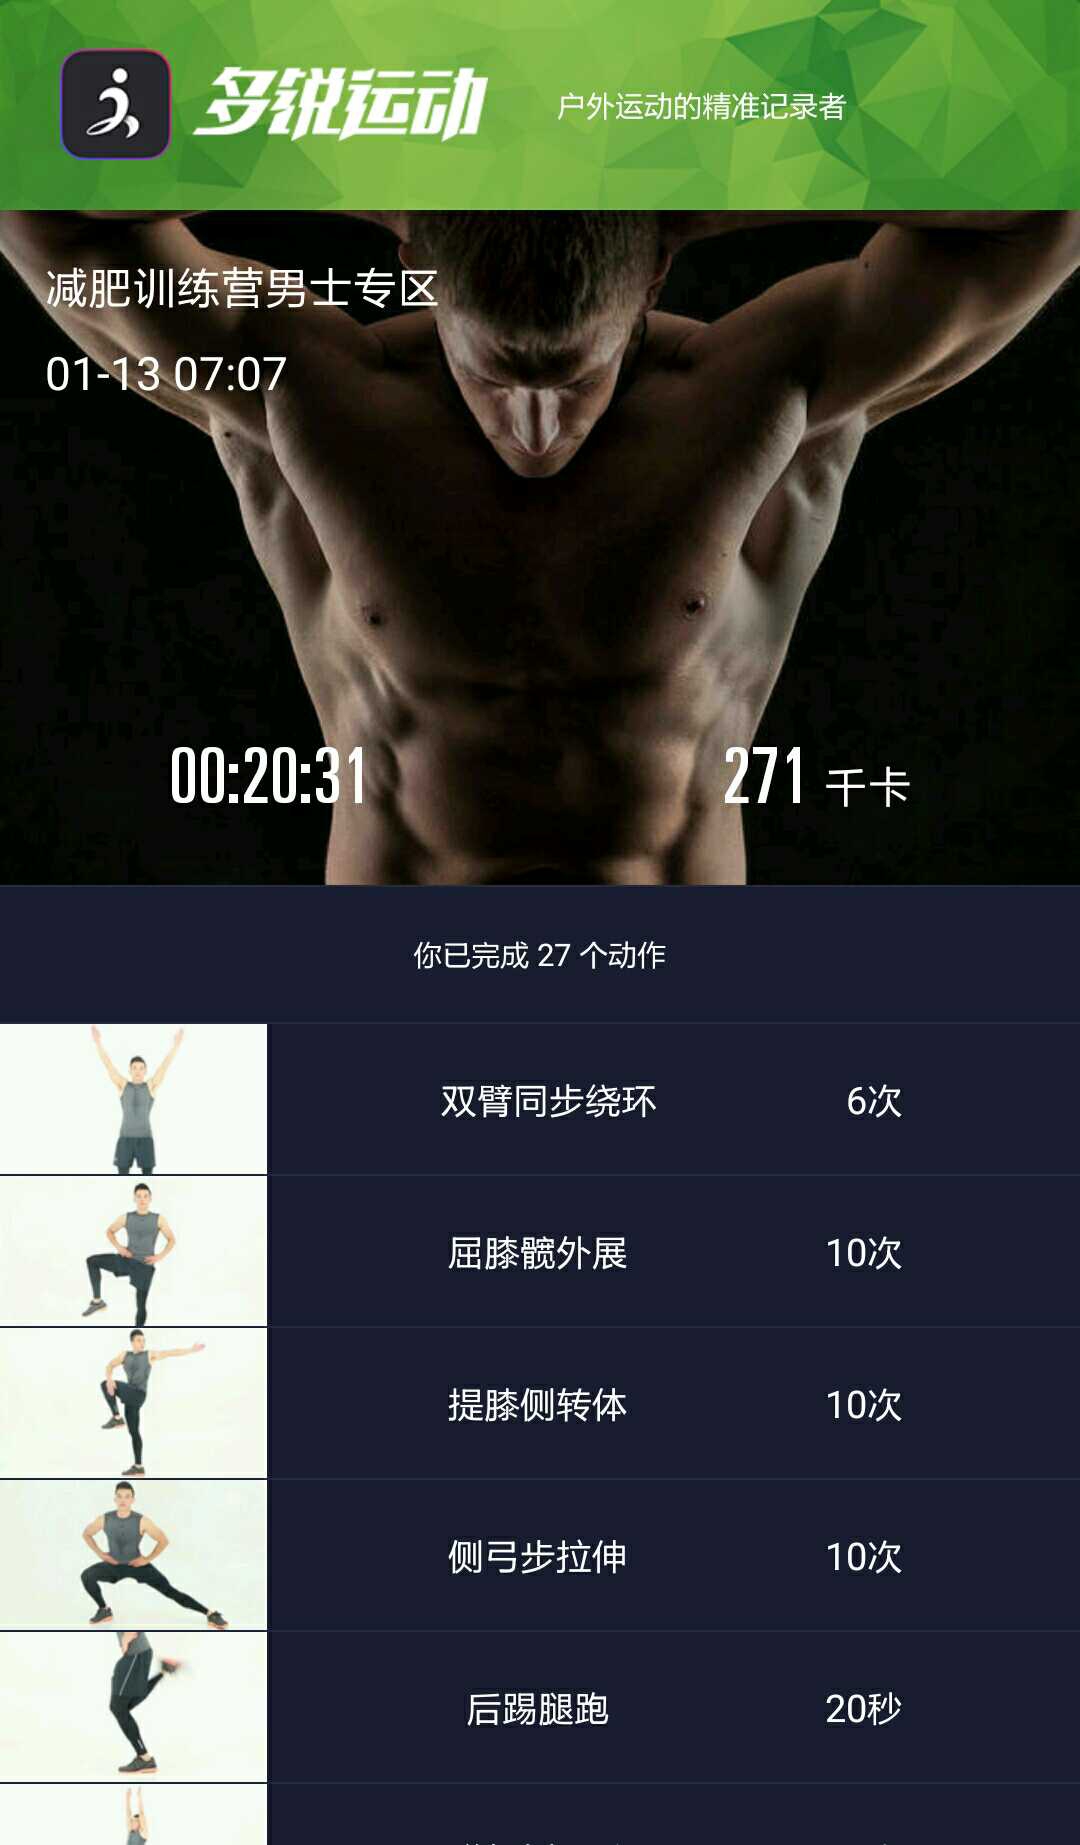 多锐运动
户外运动的精准记录者
减肥训练营男士专区
01-13 07:07
00:20:31
271 千卡
你已完成 27 个动作
双臂同步绕环 6次
屈膝髋外展 10次
提膝侧转体 10次
侧弓步拉伸 10次
后踢腿跑 20秒